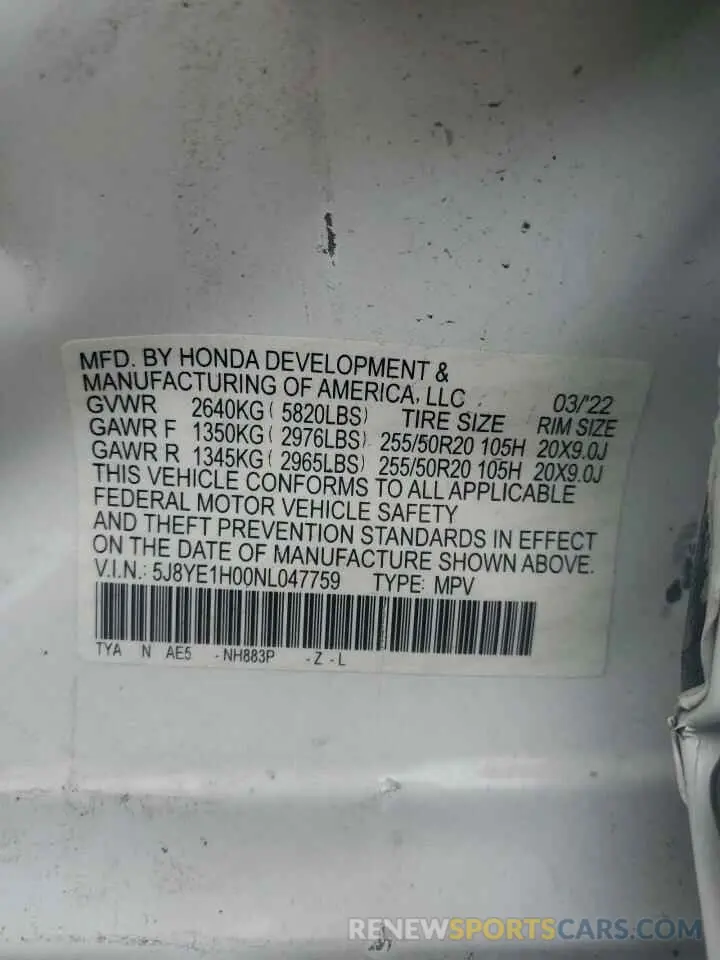 MFD. BY HONDA DEVELOPMENT &
MANUFACTURING OF AMERICA, LLC 03/'22
GVWR 2640KG ( 5820LBS) TIRE SIZE RIM SIZE
GAWR F 1350KG ( 2976LBS) 255/50R20 105H 20X9.0J
GAWR R 1345KG ( 2965LBS) 255/50R20 105H 20X9.0J
THIS VEHICLE CONFORMS TO ALL APPLICABLE
FEDERAL MOTOR VEHICLE SAFETY
AND THEFT PREVENTION STANDARDS IN EFFECT
ON THE DATE OF MANUFACTURE SHOWN ABOVE.
V.I.N.: 5J8YE1H00NL047759 TYPE: MPV
TYA N AE5 - NH883P - Z - L
RENEWSPORTSCARS.COM